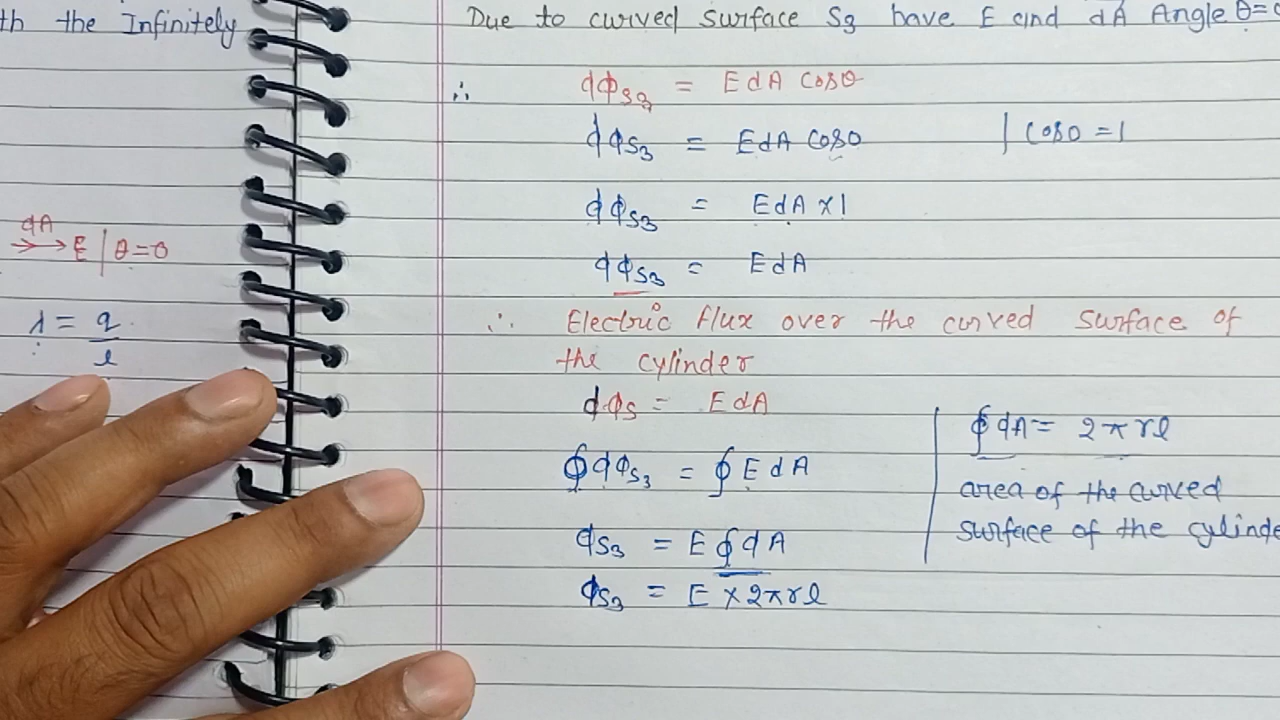 th the Infinitely
dA
→→ E | θ=0
λ = q
l
Due to curved surface S3 have E and dA Angle θ=0
∴ dϕS3 = EdA Cosθ
dϕS3 = EdA Cos0 | Cos0 = 1
dϕS3 = EdA x 1
dϕS3 = EdA
∴ Electric flux over the curved surface of
the cylinder
dϕS = EdA
∮dϕS3 = ∮EdA
ϕS3 = E∮dA
ϕS3 = E x 2πrl
∮dA = 2πrl
area of the curved
surface of the cylinde